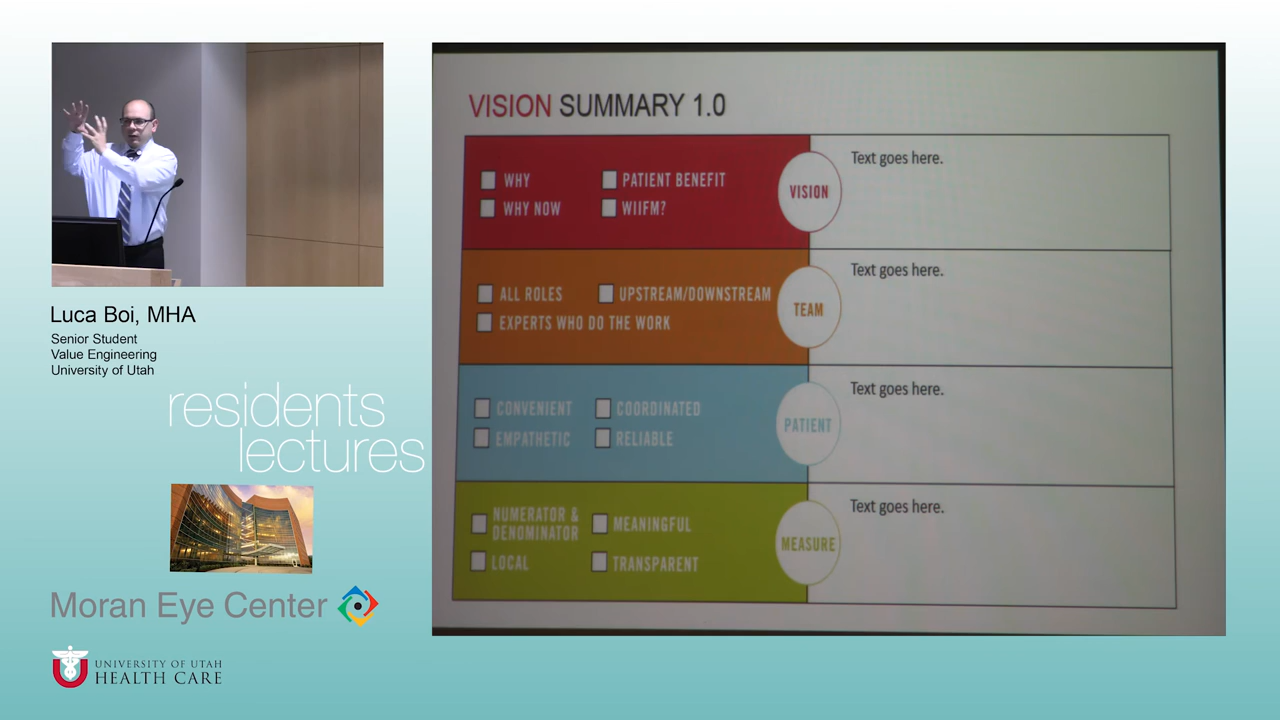 Luca Boi, MHA
Senior Student
Value Engineering
University of Utah
residents
lectures
Moran Eye Center
UNIVERSITY OF UTAH
HEALTH CARE
VISION SUMMARY 1.0
WHY
PATIENT BENEFIT
WHY NOW
WIIFM?
VISION
Text goes here.
ALL ROLES
UPSTREAM/DOWNSTREAM
EXPERTS WHO DO THE WORK
TEAM
Text goes here.
CONVENIENT
COORDINATED
EMPATHETIC
RELIABLE
PATIENT
Text goes here.
NUMERATOR &
DENOMINATOR
MEANINGFUL
LOCAL
TRANSPARENT
MEASURE
Text goes here.